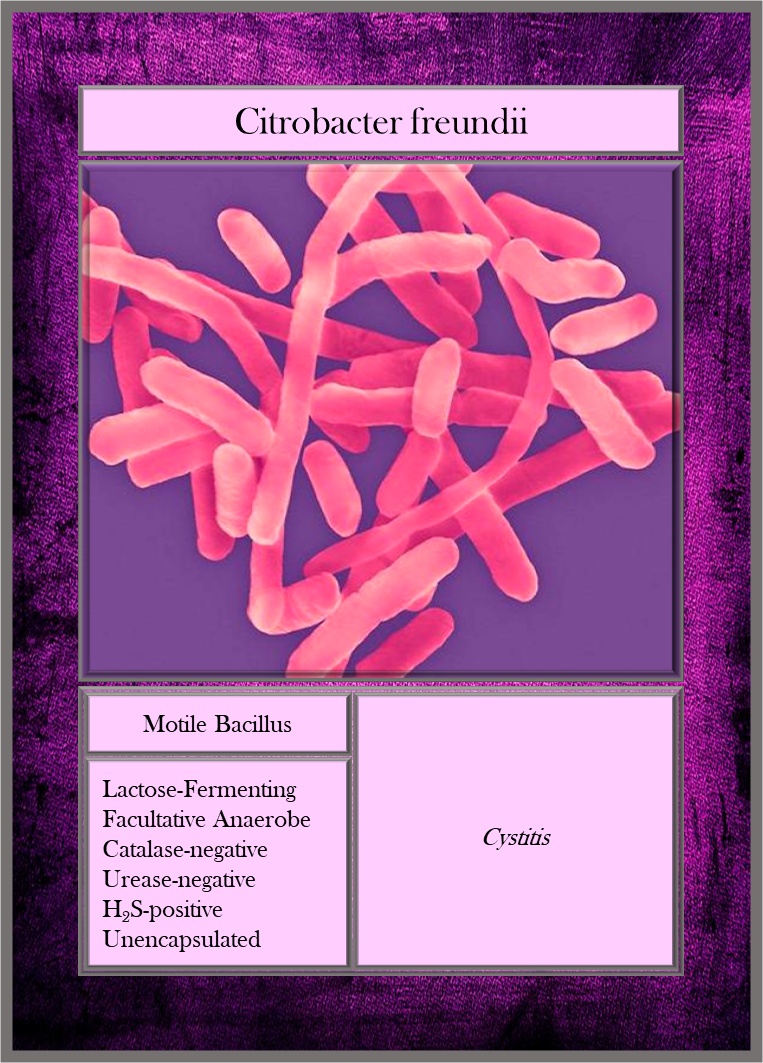 Citrobacter freundii
Motile Bacillus
Lactose-Fermenting
Facultative Anaerobe
Catalase-negative
Urease-negative
H₂S-positive
Unencapsulated
Cystitis